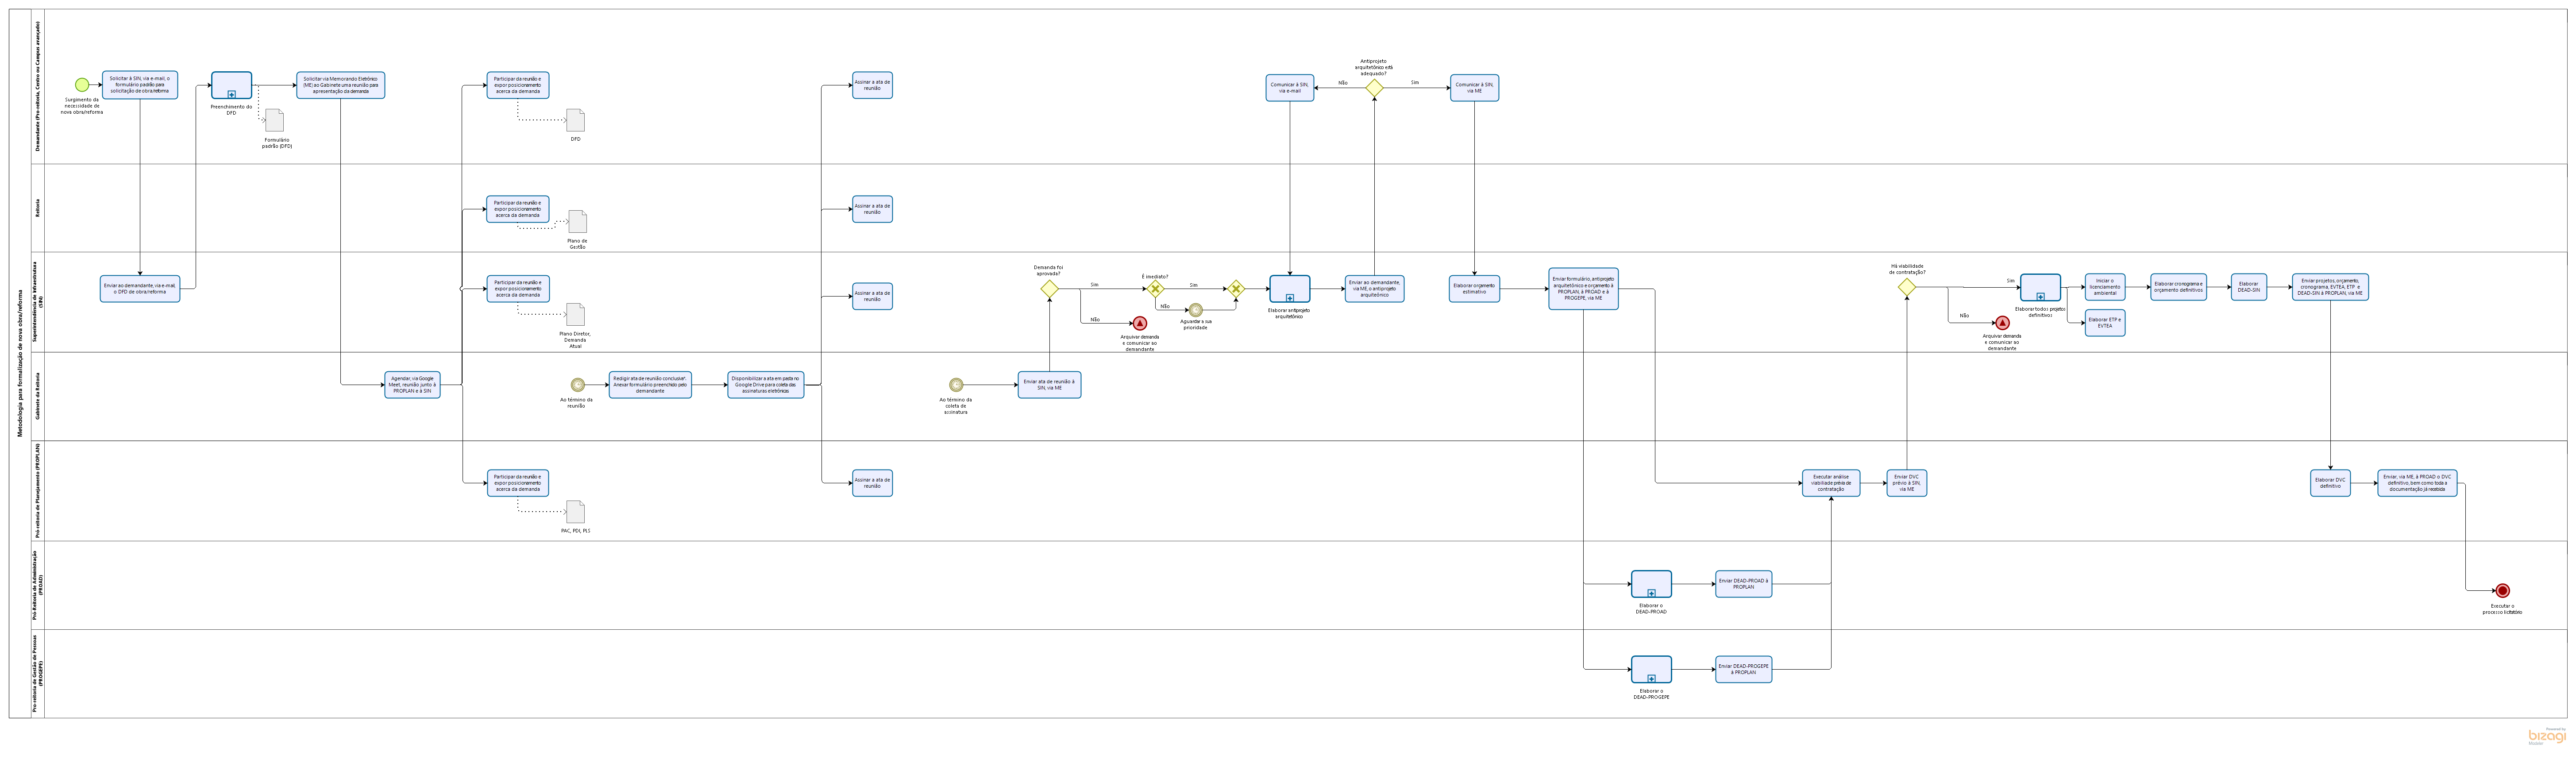 Metodologia para formalização de nova obra/reforma
Demandante (Pro-reitoria, Centro ou Campus avançado)
Surgimento da
necessidade de
nova obra/reforma
Solicitar à SIN, via e-mail, o
formulário padrão para
solicitação de obra/reforma
Preenchimento do
DFD
Formulário
padrão (DFD)
Solicitar via Memorando Eletrônico
(ME) ao Gabinete uma reunião para
apresentação da demanda
Participar da reunião e
expor posicionamento
acerca da demanda
DFD
Assinar a ata de
reunião
Comunicar à SIN,
via e-mail
Não
Antiprojeto
arquitetônico está
adequado?
Sim
Comunicar à SIN,
via ME
Reitoria
Participar da reunião e
expor posicionamento
acerca da demanda
Plano de
Gestão
Assinar a ata de
reunião
Superintendência de Infraestrutura
(SIN)
Enviar ao demandante, via e-mail,
o DFD de obra/reforma
Participar da reunião e
expor posicionamento
acerca da demanda
Plano Diretor,
Demanda
Atual
Assinar a ata de
reunião
Demanda foi
aprovada?
Sim
Não
Arquivar demanda
e comunicar ao
demandante
É imediato?
Sim
Não
Aguardar a sua
prioridade
Elaborar antiprojeto
arquitetônico
Enviar ao demandante,
via ME, o antiprojeto
arquitetônico
Elaborar orçamento
estimativo
Enviar formulário, antiprojeto
arquitetônico e orçamento à
PROPLAN, à PROAD e à
PROGEPE, via ME
Há viabilidade
de contratação?
Sim
Não
Arquivar demanda
e comunicar ao
demandante
Elaborar todos projetos
definitivos
Iniciar o
licenciamento
ambiental
Elaborar ETP e
EVTEA
Elaborar cronograma e
orçamento definitivos
Elaborar
DEAD-SIN
Enviar projetos, orçamento,
cronograma, EVTEA, ETP e
DEAD-SIN à PROPLAN, via ME
Gabinete da Reitoria
Agendar, via Google
Meet, reunião junto à
PROPLAN e à SIN
Ao término da
reunião
Redigir ata de reunião conclusiva.
Anexar formulário preenchido pelo
demandante
Disponibilizar a ata em pasta no
Google Drive para coleta das
assinaturas eletrônicas
Ao término da
coleta de
assinatura
Enviar ata de reunião à
SIN, via ME
Pró-reitoria de Planejamento (PROPLAN)
Participar da reunião e
expor posicionamento
acerca da demanda
PAC, PDI, PLS
Assinar a ata de
reunião
Executar análise
viabilidade prévia de
contratação
Enviar DVC
prévio à SIN,
via ME
Elaborar DVC
definitivo
Enviar, via ME, à PROAD o DVC
definitivo, bem como toda a
documentação já recebida
Pró-Reitoria de Administração
(PROAD)
Elaborar o
DEAD-PROAD
Enviar DEAD-PROAD à
PROPLAN
Executar o
processo licitatório
Pró-reitoria de Gestão de Pessoas
(PROGEPE)
Elaborar o
DEAD-PROGEPE
Enviar DEAD-PROGEPE
à PROPLAN
Powered by
bizagi
Modeler